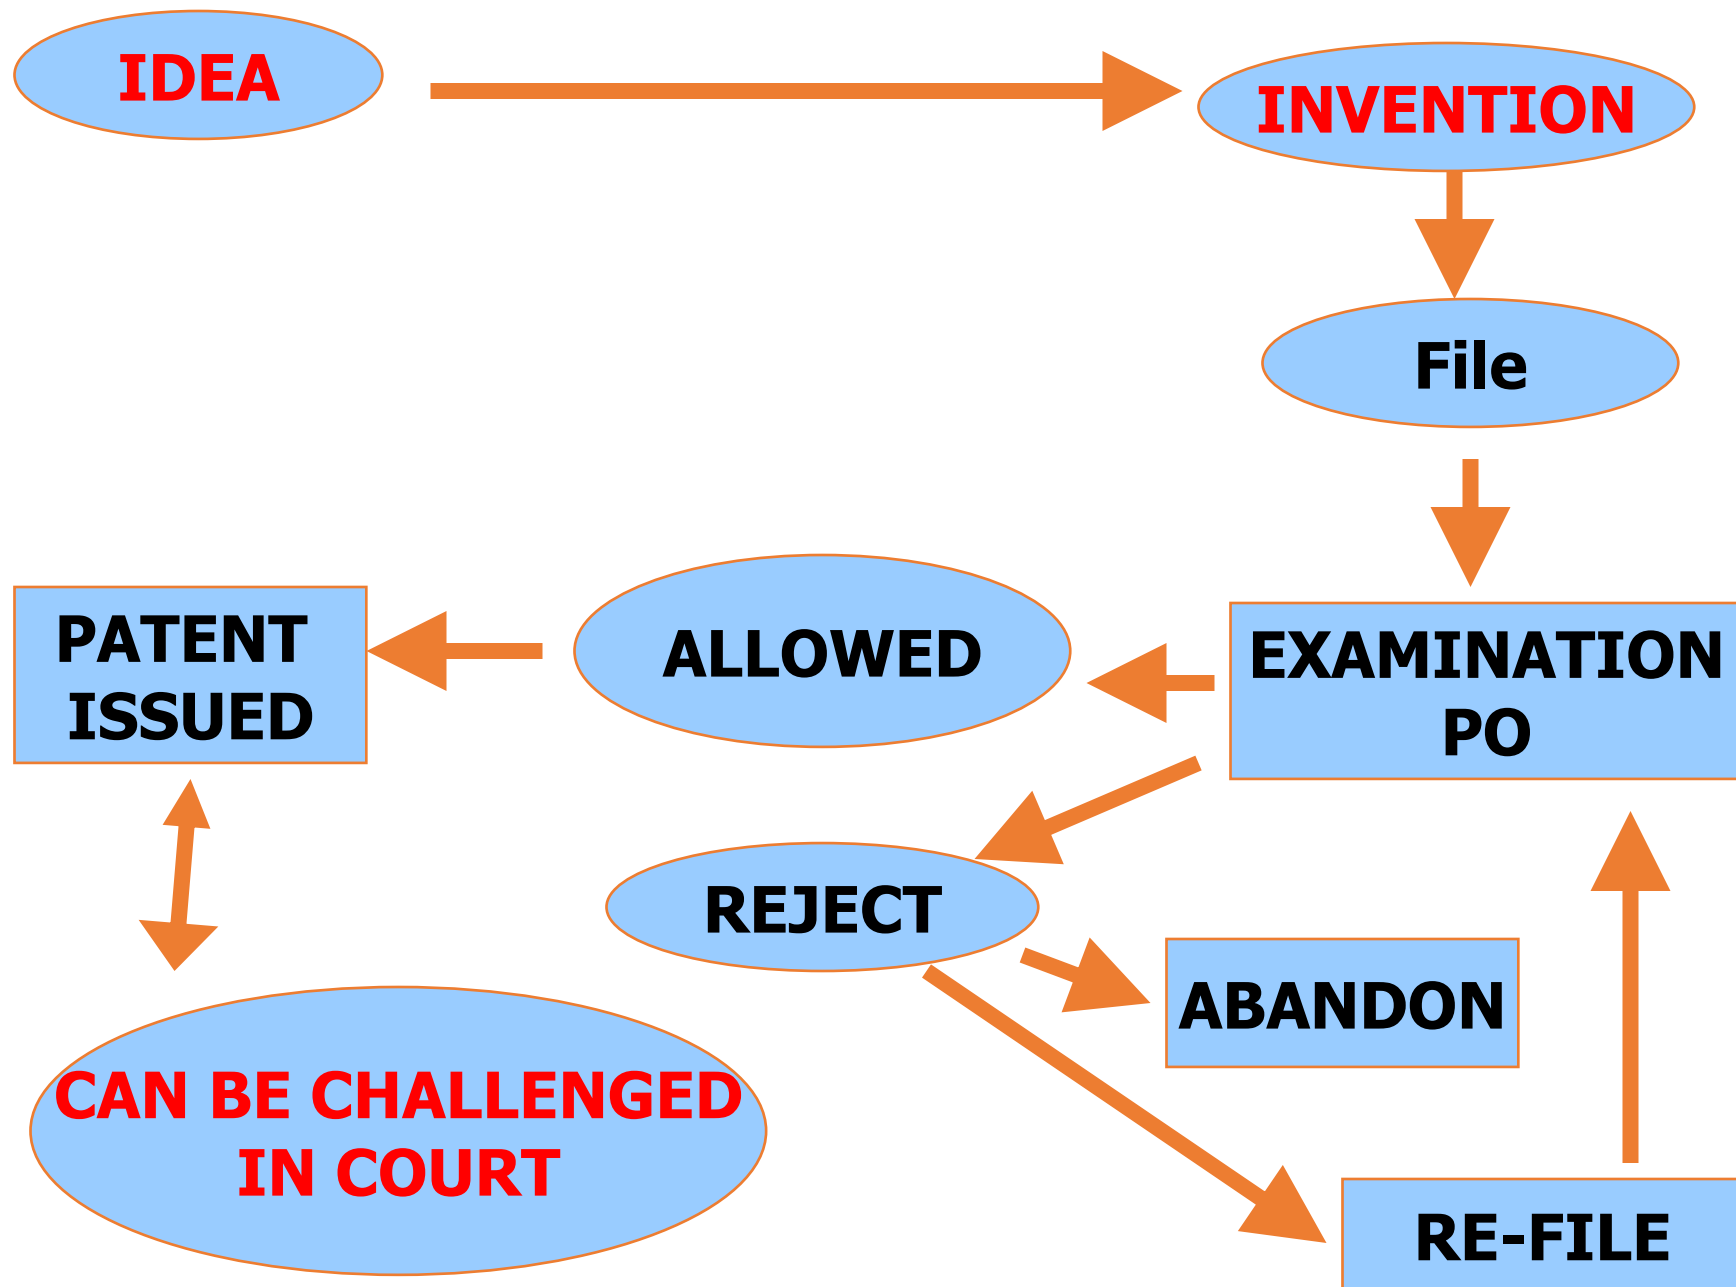 IDEA
INVENTION
File
PATENT
ISSUED
ALLOWED
EXAMINATION
PO
REJECT
ABANDON
CAN BE CHALLENGED
IN COURT
RE-FILE